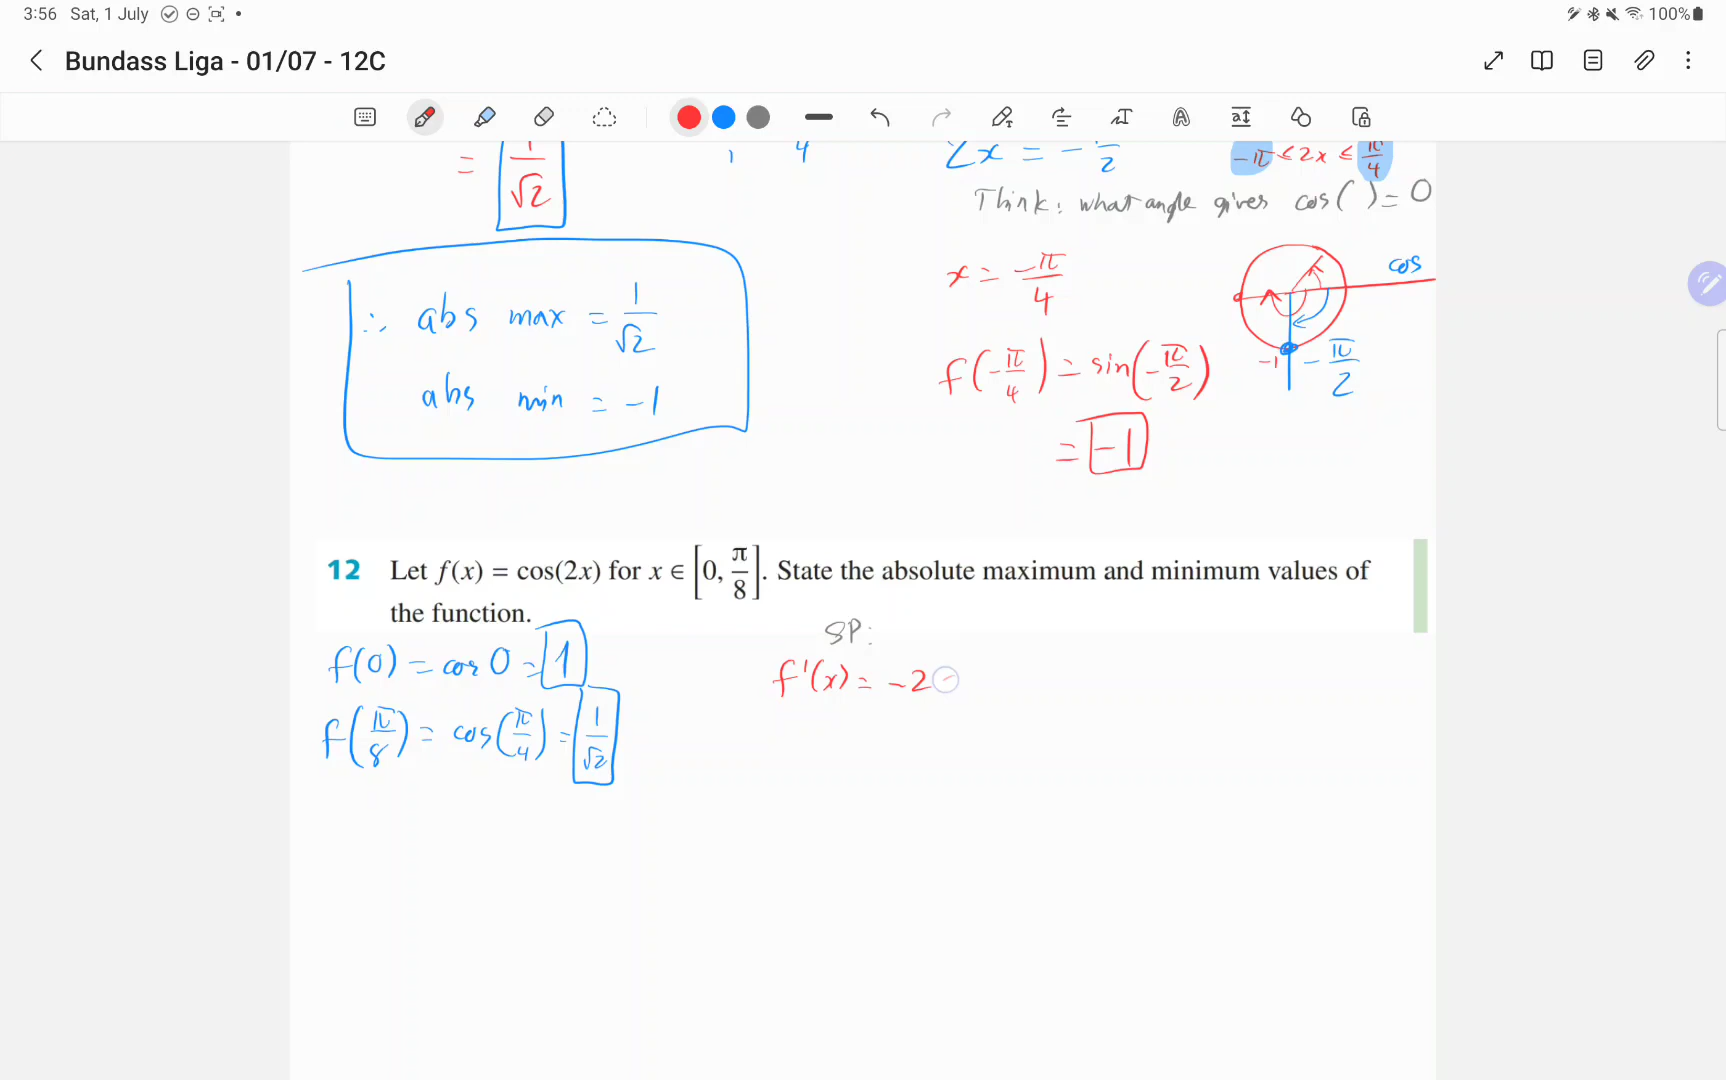 3:56 Sat, 1 July
100%
Bundass Liga - 01/07 - 12C
= 1/√2
, 4
2x = -π/2
-π ≤ 2x ≤ π/4
Think: what angle gives cos( ) = 0
∴ abs max = 1/√2
abs min = -1
x = -π/4
cos
f(-π/4) = sin(-π/2)
-1 -π/2
= -1
12 Let f(x) = cos(2x) for x ∈ [0, π/8]. State the absolute maximum and minimum values of
the function.
f(0) = cos 0 = 1
f(π/8) = cos(π/4) = 1/√2
SP:
f'(x) = -2